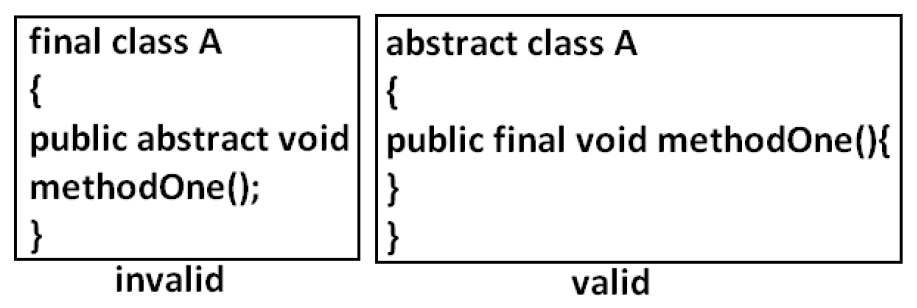 final class A
{
public abstract void
methodOne();
}
invalid
abstract class A
{
public final void methodOne(){
}
}
valid